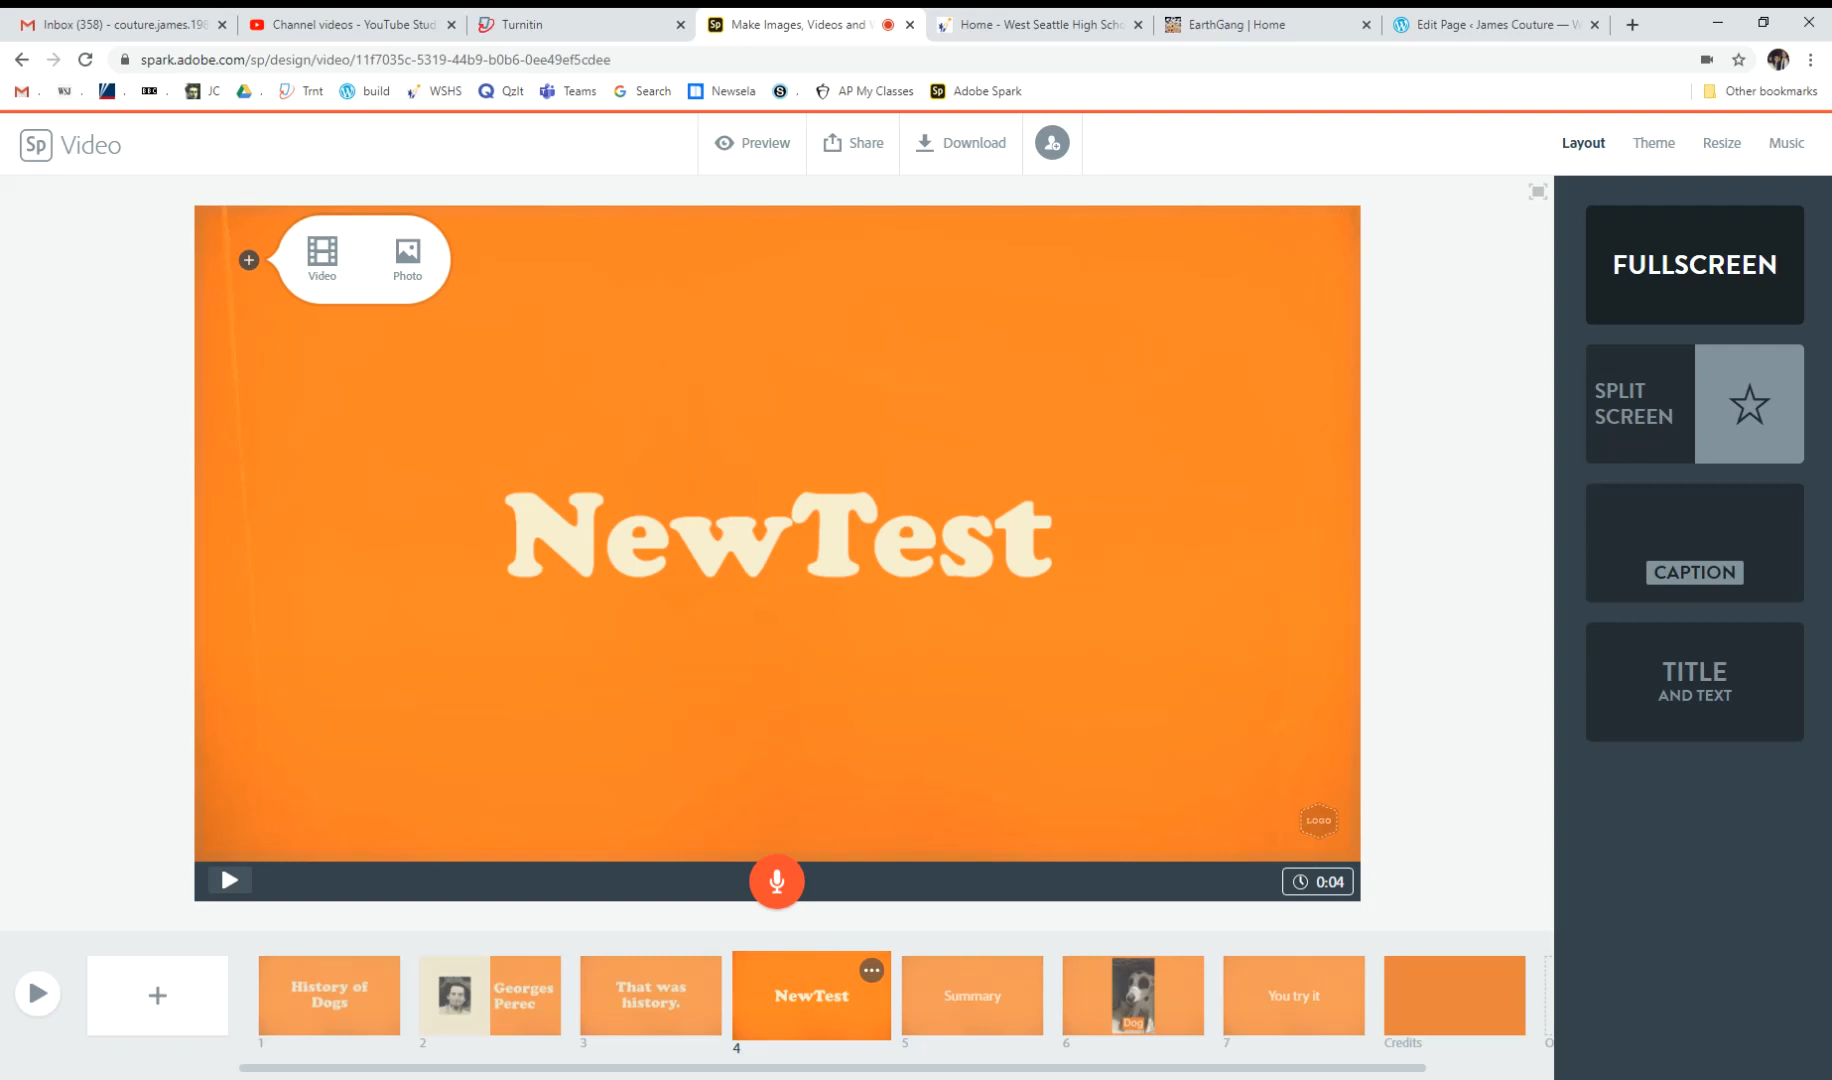 Inbox (358) - couture.james.198
Channel videos - YouTube Stud
Turnitin
Make Images, Videos and
Home - West Seattle High Scho
EarthGang | Home
Edit Page ‹ James Couture — W
spark.adobe.com/sp/design/video/11f7035c-5319-44b9-b0b6-0ee49ef5cdee
WSJ
BBC
JC
Trnt
build
WSHS
Qzlt
Teams
Search
Newsela
AP My Classes
Adobe Spark
Other bookmarks
Sp Video
Preview
Share
Download
Layout
Theme
Resize
Music
Video
Photo
NewTest
LOGO
0:04
FULLSCREEN
SPLIT
SCREEN
CAPTION
TITLE
AND TEXT
History of
Dogs
1
Georges
Perec
2
That was
history.
3
NewTest
4
Summary
5
Dog
6
You try it
7
Credits
O